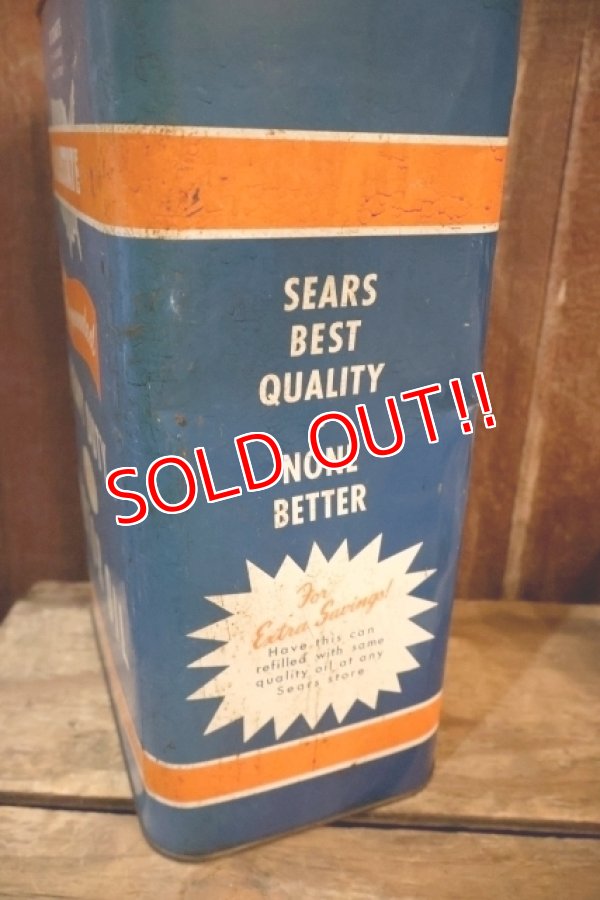 SEARS
BEST
QUALITY
SOLD OUT!!
NONE
BETTER
For
Extra Savings!
Have this can
refilled with same
quality oil at any
Sears store